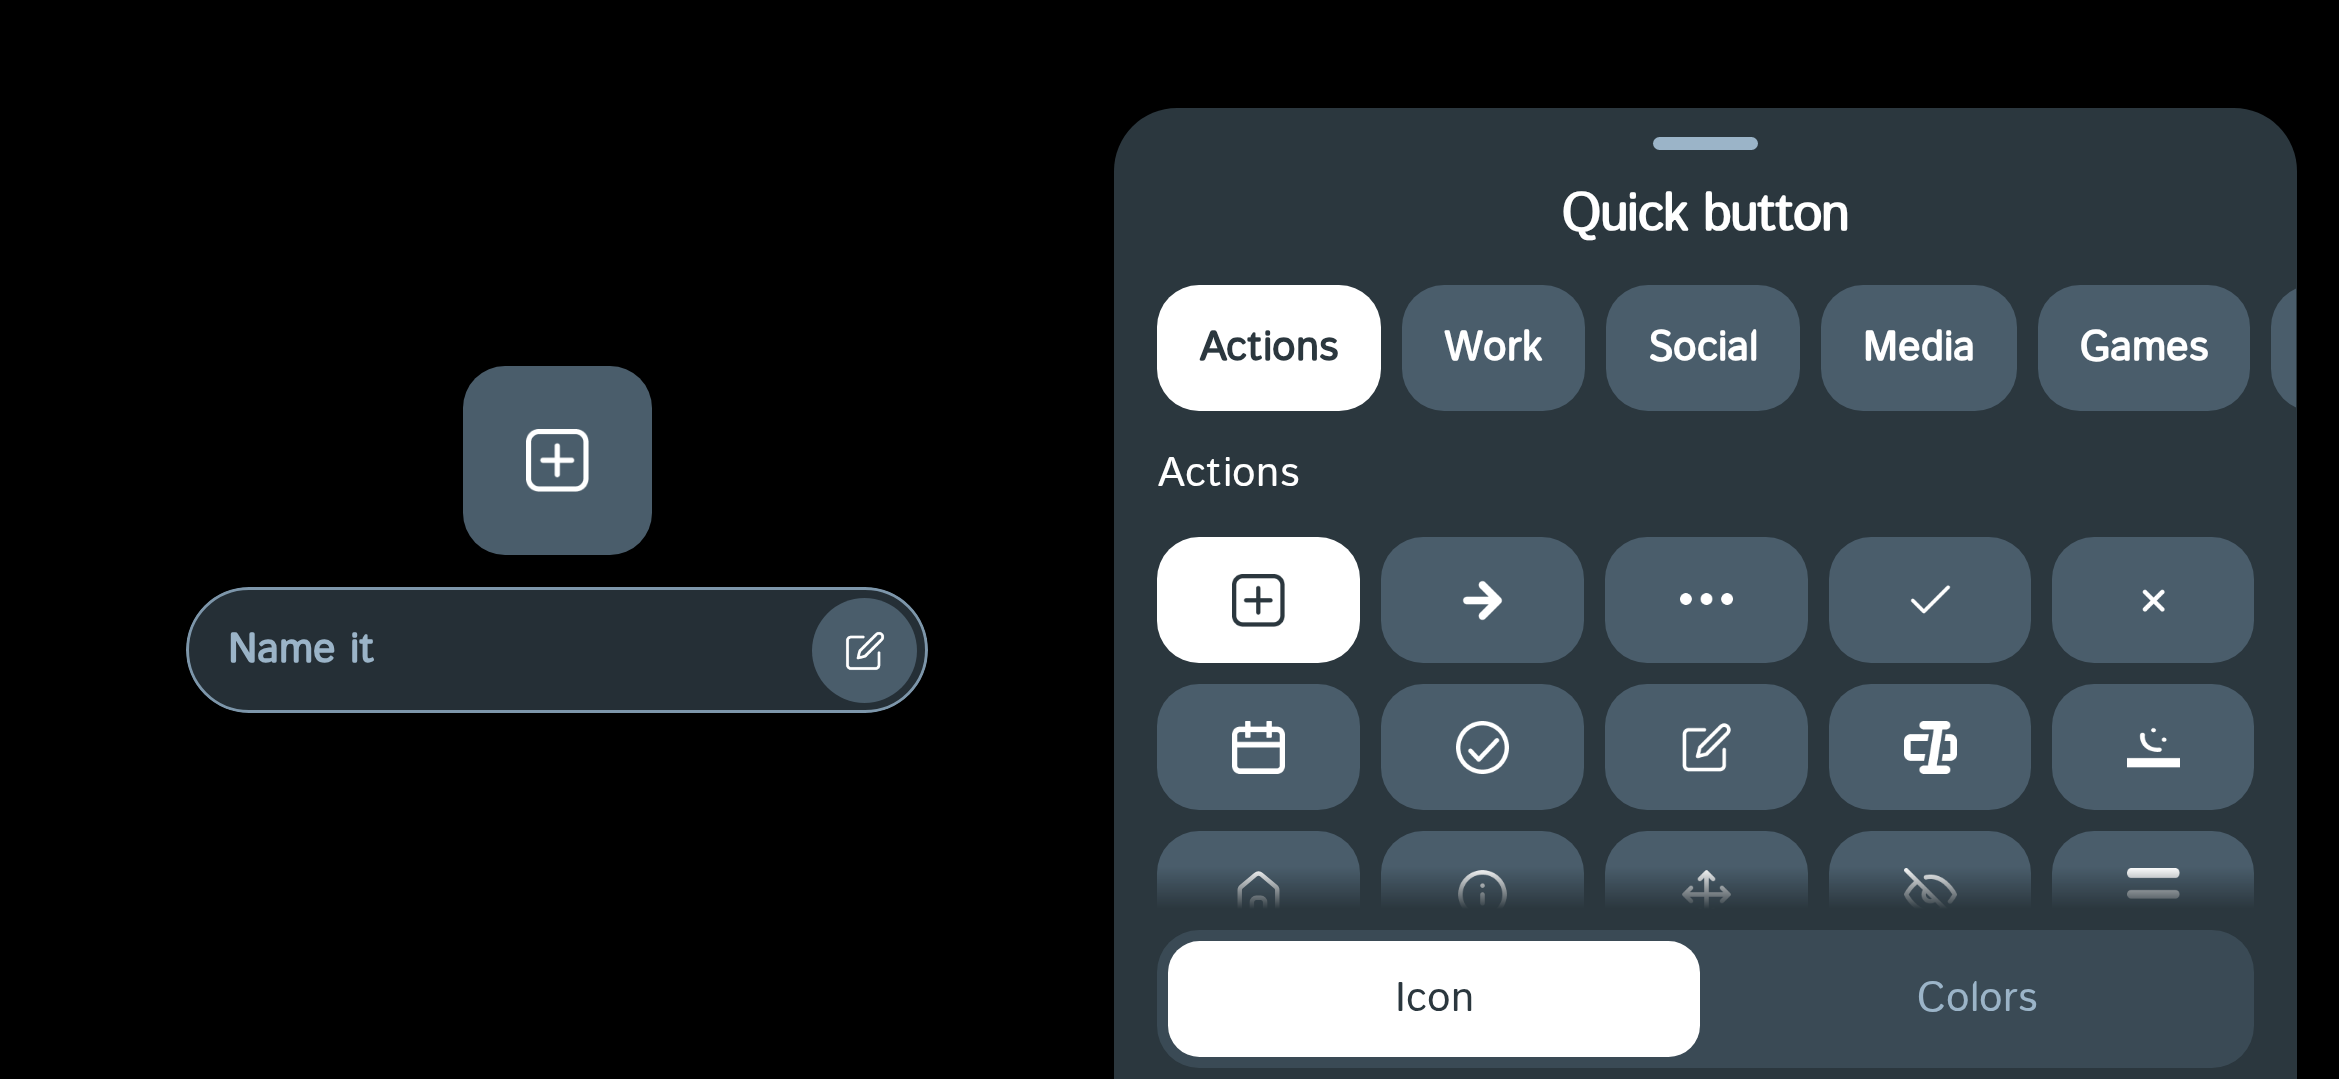 Name it
Quick button
Actions Work Social Media Games
Actions
Icon Colors